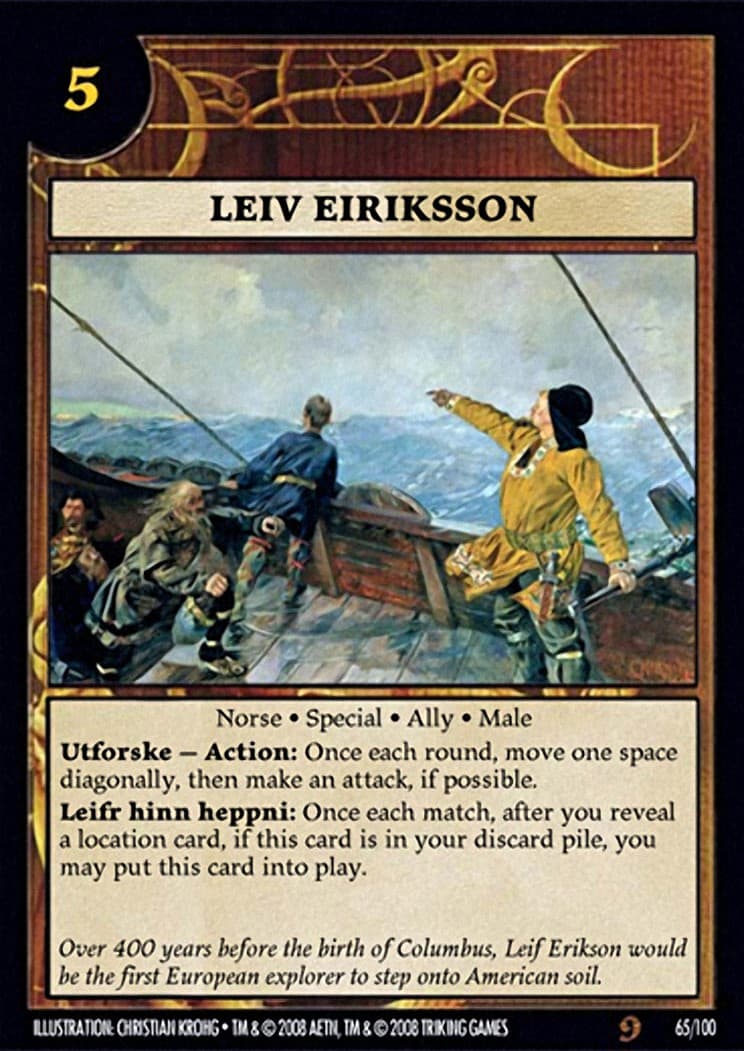 5
LEIV EIRIKSSON
Norse • Special • Ally • Male
Utforske – Action: Once each round, move one space
diagonally, then make an attack, if possible.
Leifr hinn heppni: Once each match, after you reveal
a location card, if this card is in your discard pile, you
may put this card into play.
Over 400 years before the birth of Columbus, Leif Erikson would
be the first European explorer to step onto American soil.
ILLUSTRATION: CHRISTIAN KROHG • TM & © 2008 AETN, TM & © 2008 TRIKING GAMES
9 65/100